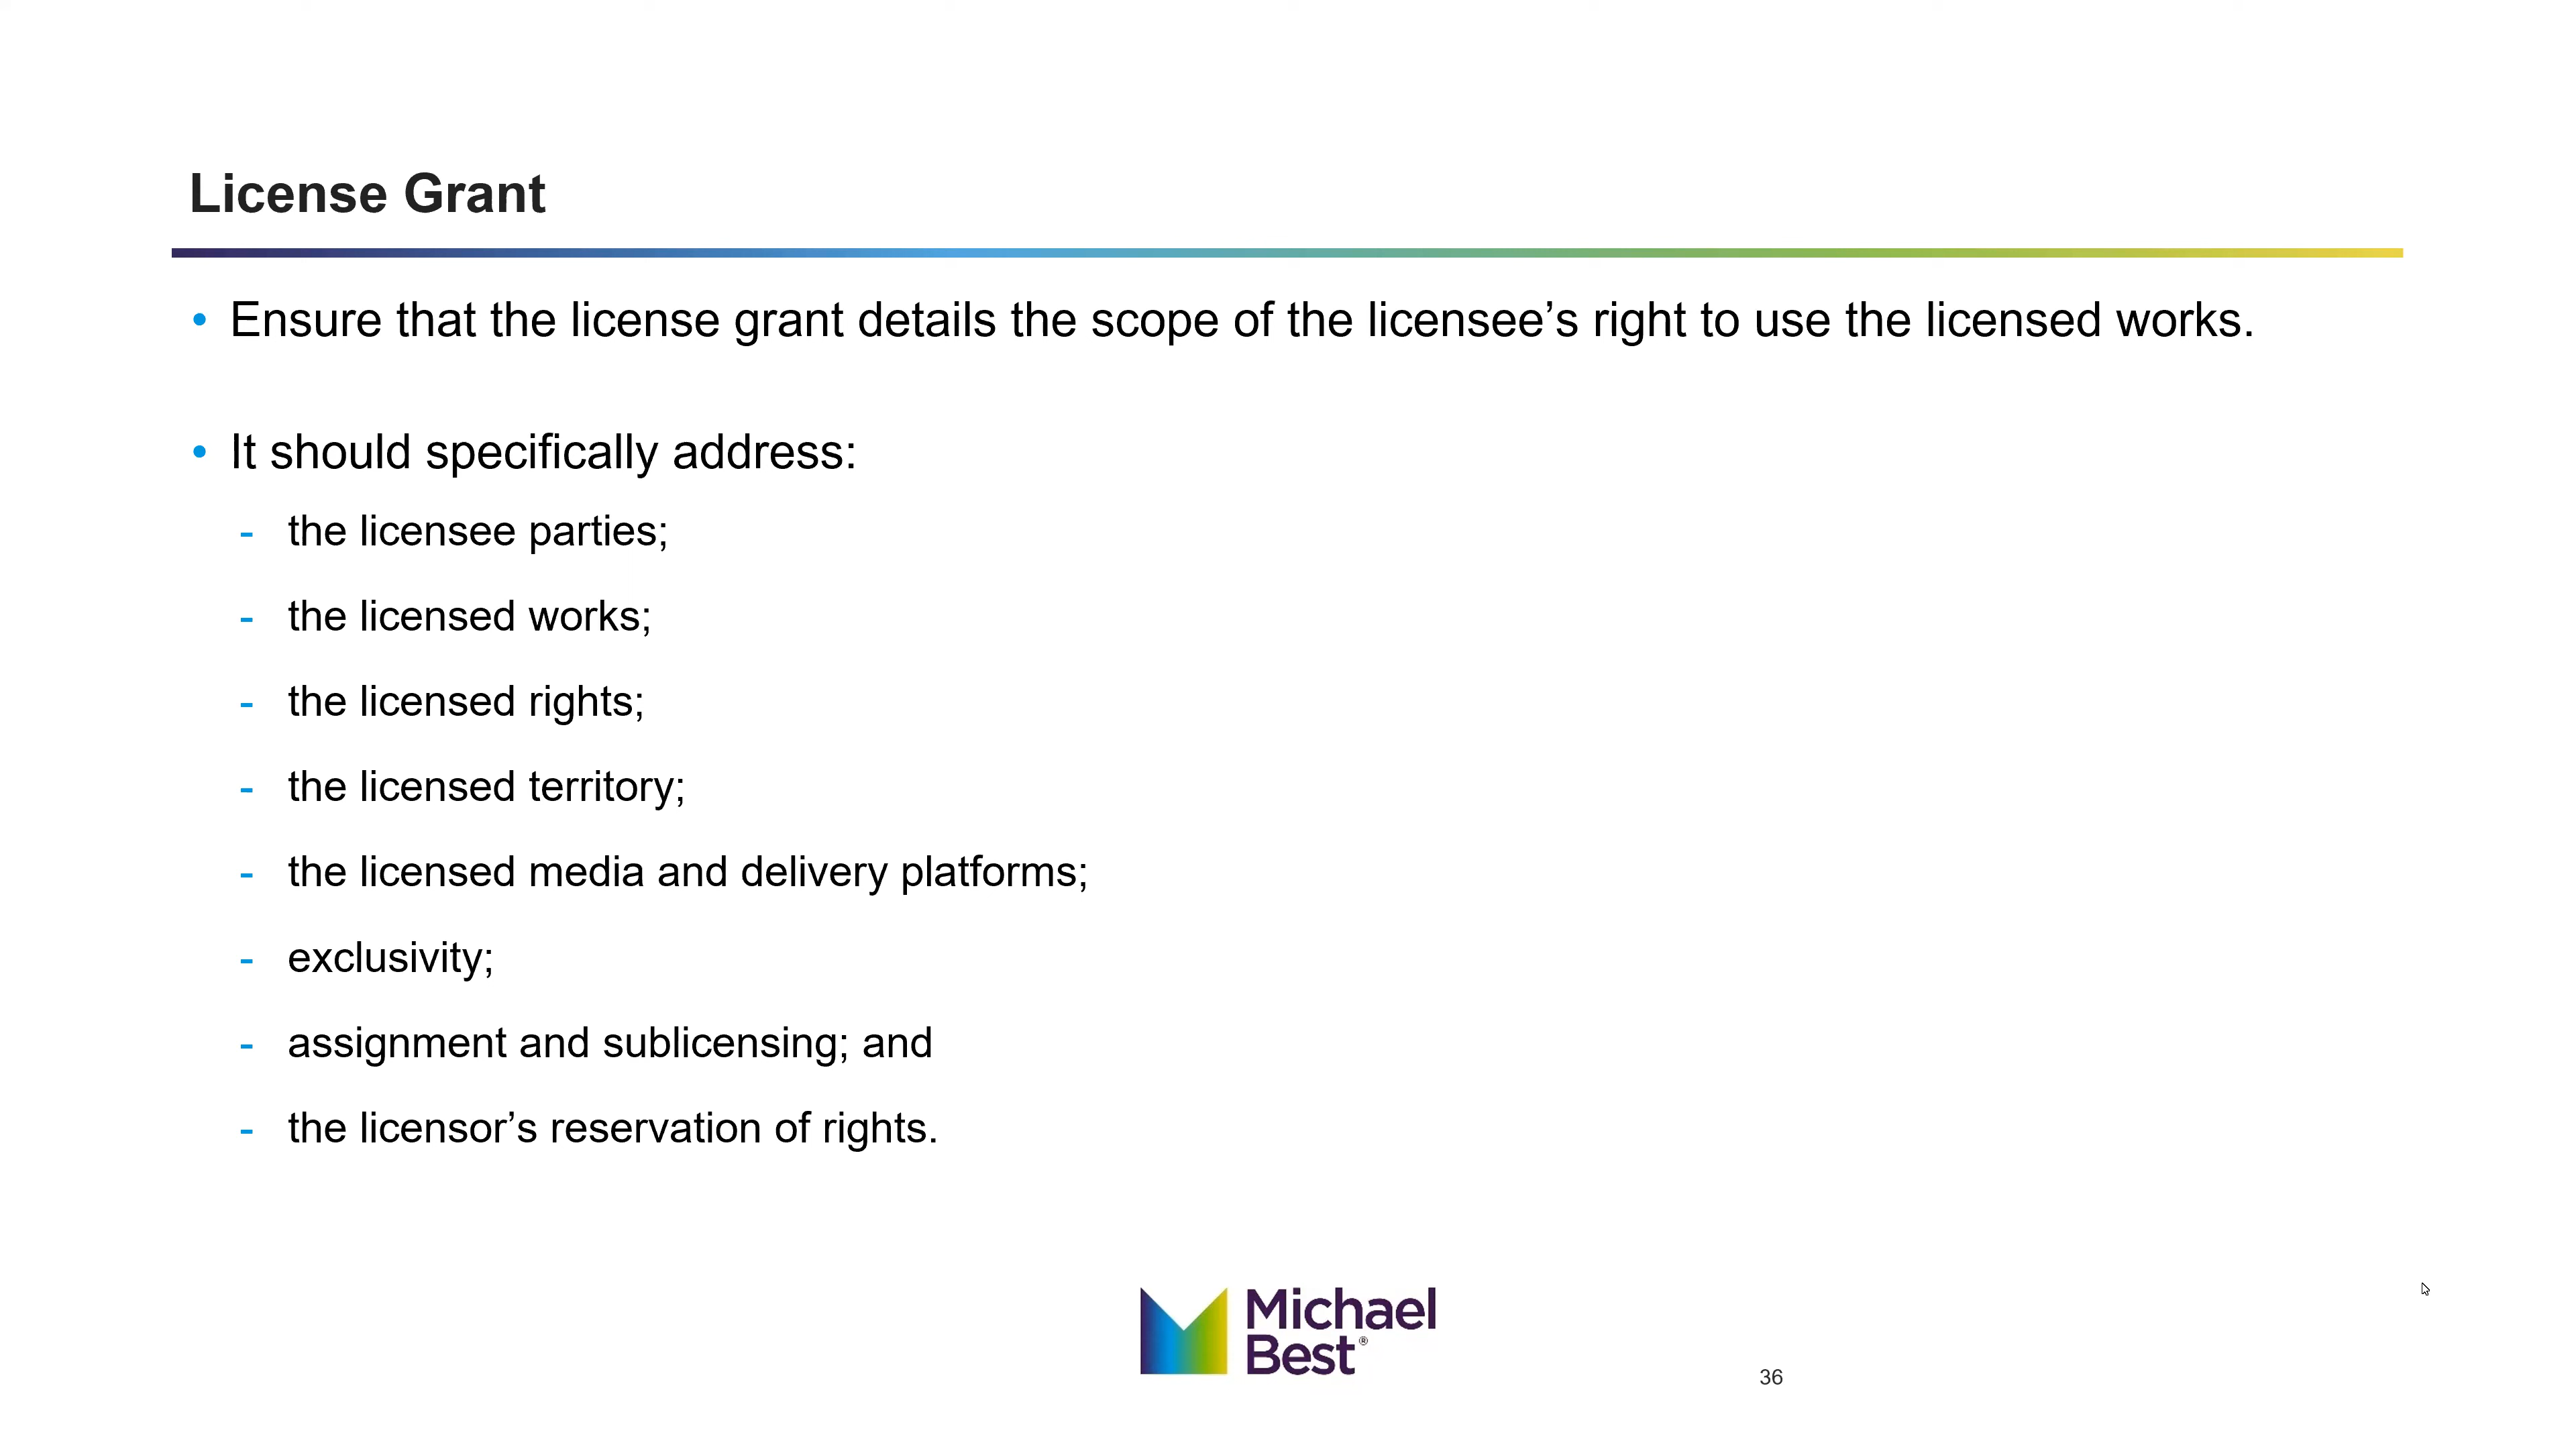 License Grant
• Ensure that the license grant details the scope of the licensee’s right to use the licensed works.
• It should specifically address:
- the licensee parties;
- the licensed works;
- the licensed rights;
- the licensed territory;
- the licensed media and delivery platforms;
- exclusivity;
- assignment and sublicensing; and
- the licensor’s reservation of rights.
Michael
Best®
36